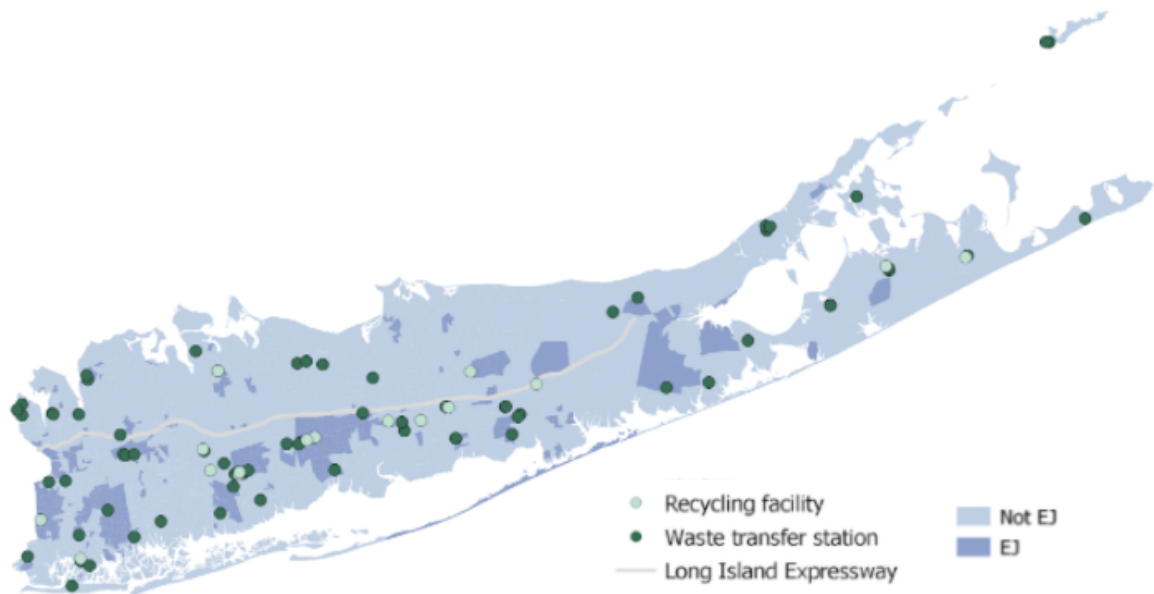 Recycling facility
Waste transfer station
Long Island Expressway
Not EJ
EJ